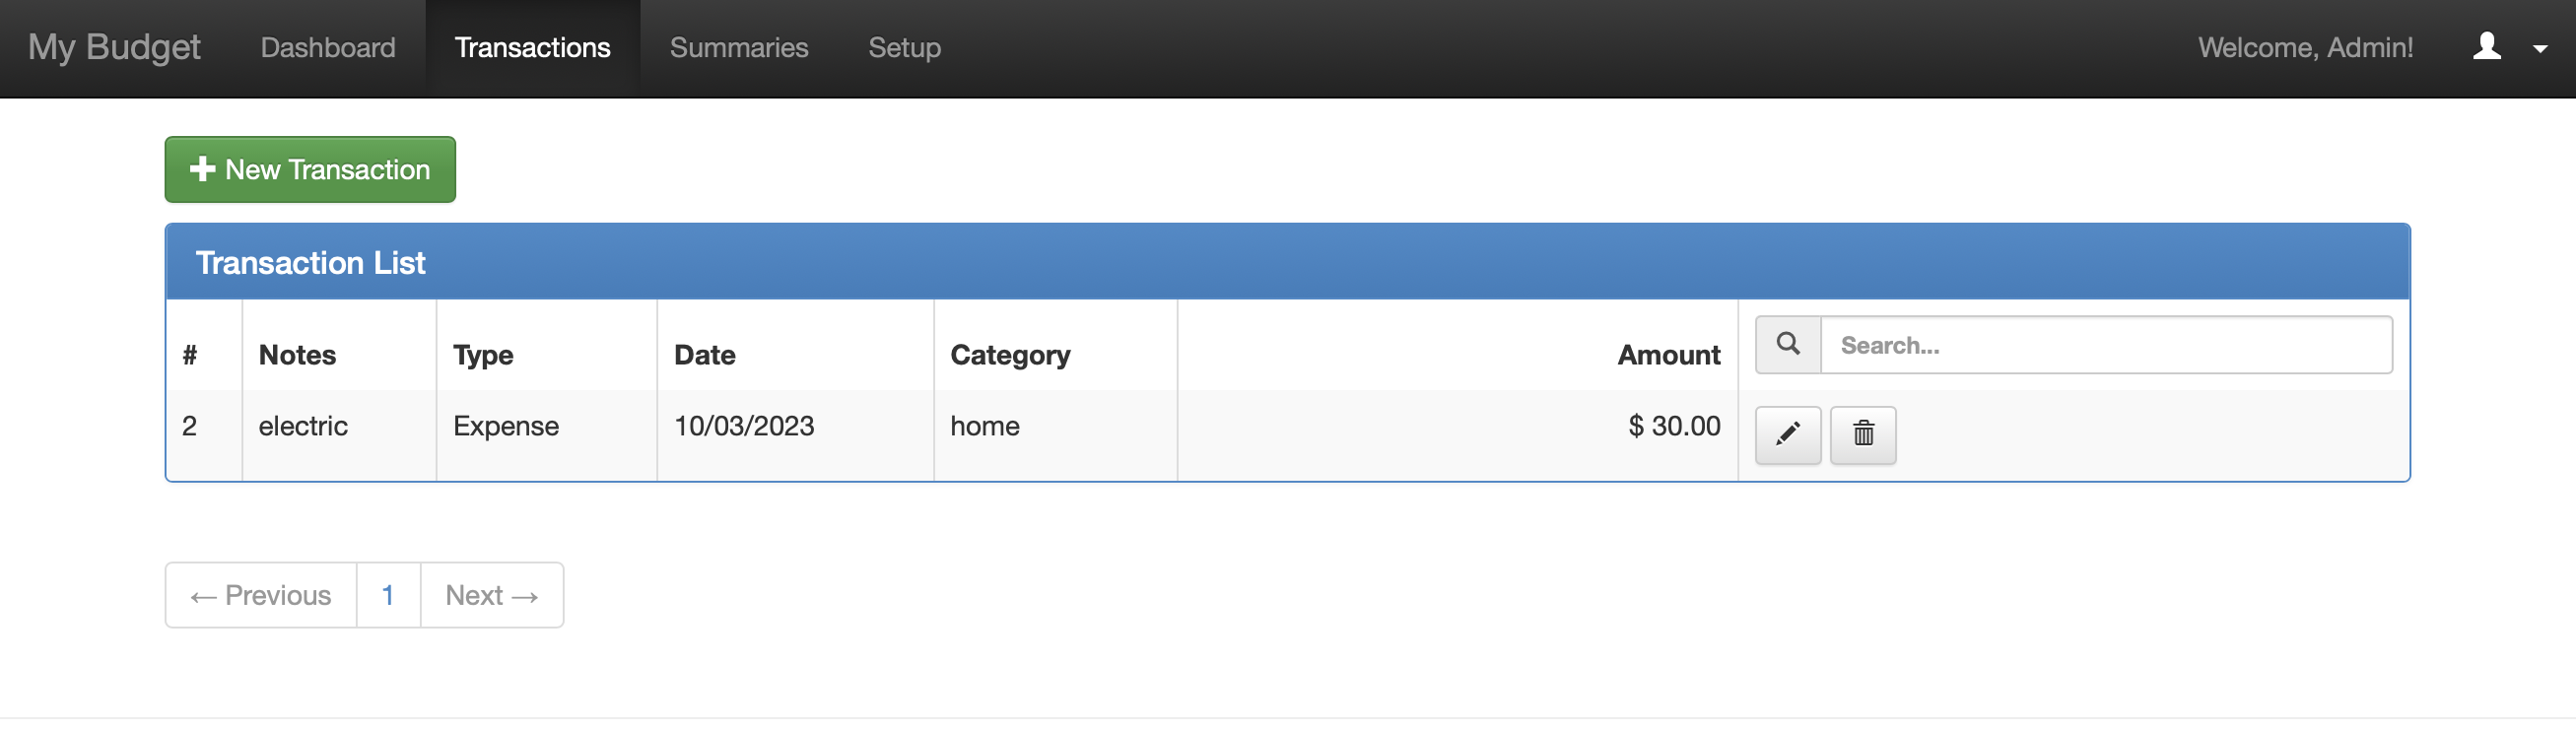 My Budget Dashboard Transactions Summaries Setup Welcome, Admin!
New Transaction
Transaction List
# Notes Type Date Category Amount Search...
2 electric Expense 10/03/2023 home $ 30.00
← Previous 1 Next →